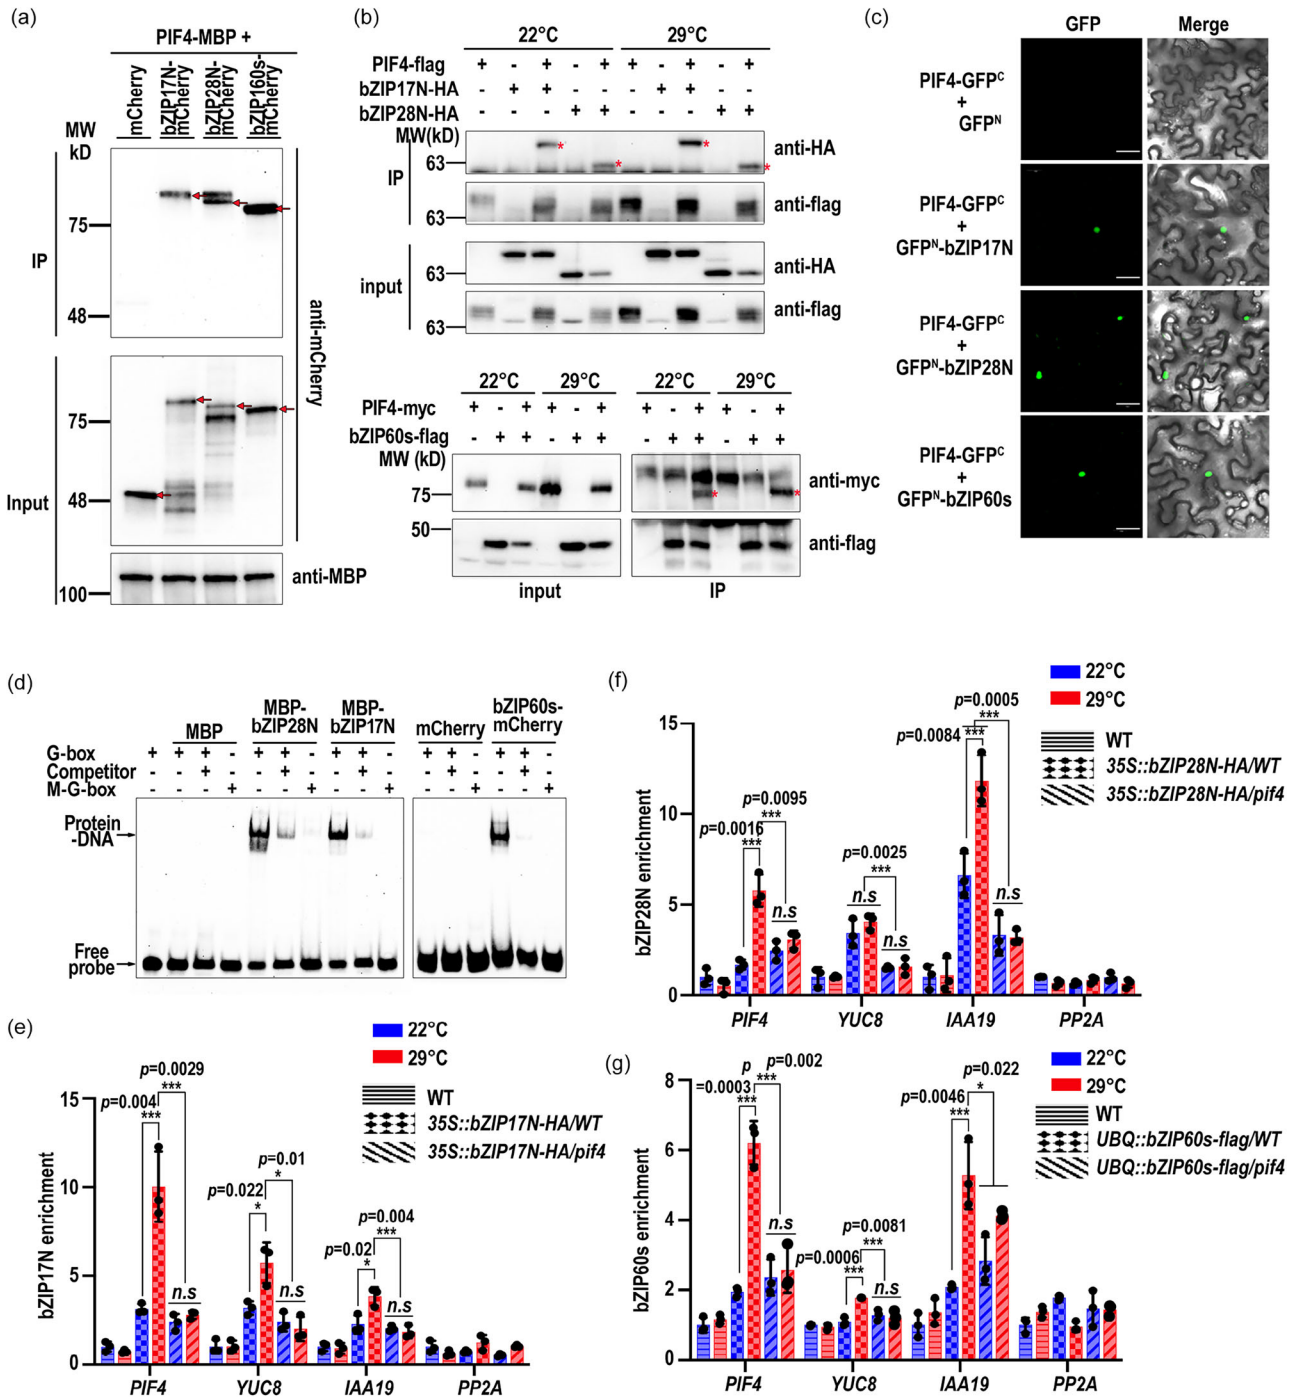 (a)
PIF4-MBP +
mCherry
bZIP17N-
mCherry
bZIP28N-
mCherry
bZIP160s-
mCherry
MW
kD
IP
75
48
Input
75
48
anti-mCherry
100
anti-MBP
(b)
22°C 29°C
PIF4-flag + - + - + + - + - +
bZIP17N-HA - + + - - - + + - -
bZIP28N-HA - - - + + - - - + +
MW(kD)
IP
63
* * * *
anti-HA
63
anti-flag
input
63
anti-HA
63
anti-flag
22°C 29°C 22°C 29°C
PIF4-myc + - + + - + + - + + - +
bZIP60s-flag - + + - + + - + + - + +
MW (kD)
75
* *
anti-myc
50
anti-flag
input IP
(c)
GFP Merge
PIF4-GFPᶜ
+
GFPᴺ
PIF4-GFPᶜ
+
GFPᴺ-bZIP17N
PIF4-GFPᶜ
+
GFPᴺ-bZIP28N
PIF4-GFPᶜ
+
GFPᴺ-bZIP60s
(d)
MBP
MBP-
bZIP28N
MBP-
bZIP17N
mCherry
bZIP60s-
mCherry
G-box + + + - + + - + + - + + - + + -
Competitor - - + - - + - - + - - + - - + -
M-G-box - - - + - - + - - + - - + - - +
Protein
-DNA
Free
probe
(e)
22°C
29°C
WT
35S::bZIP17N-HA/WT
35S::bZIP17N-HA/pif4
bZIP17N enrichment
15
10
5
0
p=0.0029
***
p=0.004
***
n.s
p=0.01
*
p=0.022
*
n.s
p=0.004
***
p=0.02
*
n.s
PIF4 YUC8 IAA19 PP2A
(f)
22°C
29°C
WT
35S::bZIP28N-HA/WT
35S::bZIP28N-HA/pif4
bZIP28N enrichment
15
10
5
0
p=0.0095
***
p=0.0016
***
n.s
p=0.0025
***
n.s
n.s
p=0.0005
***
p=0.0084
***
n.s
PIF4 YUC8 IAA19 PP2A
(g)
22°C
29°C
WT
UBQ::bZIP60s-flag/WT
UBQ::bZIP60s-flag/pif4
bZIP60s enrichment
8
6
4
2
0
p
=0.0003
***
p=0.002
***
n.s
p=0.0081
***
p=0.0006
***
n.s
p=0.022
*
p=0.0046
***
PIF4 YUC8 IAA19 PP2A